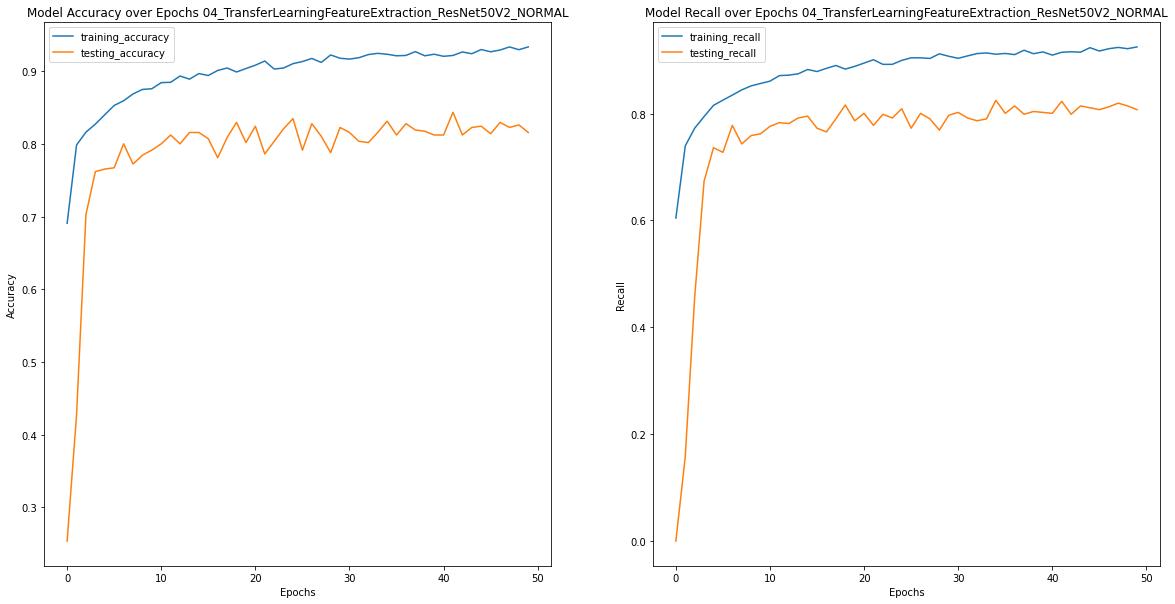 Model Accuracy over Epochs 04_TransferLearningFeatureExtraction_ResNet50V2_NORMAL
training_accuracy
testing_accuracy
0.9
0.8
0.7
0.6
0.5
0.4
0.3
Accuracy
0 10 20 30 40 50
Epochs
Model Recall over Epochs 04_TransferLearningFeatureExtraction_ResNet50V2_NORMAL
training_recall
testing_recall
0.8
0.6
0.4
0.2
0.0
Recall
0 10 20 30 40 50
Epochs